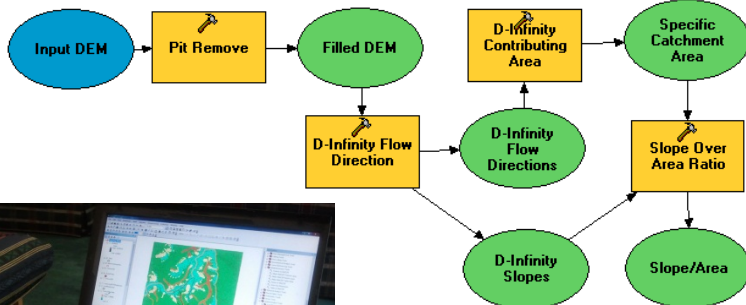 Input DEM
Pit Remove
Filled DEM
D-Infinity
Contributing
Area
Specific
Catchment
Area
D-Infinity Flow
Direction
D-Infinity
Flow
Directions
Slope Over
Area Ratio
D-Infinity
Slopes
Slope/Area